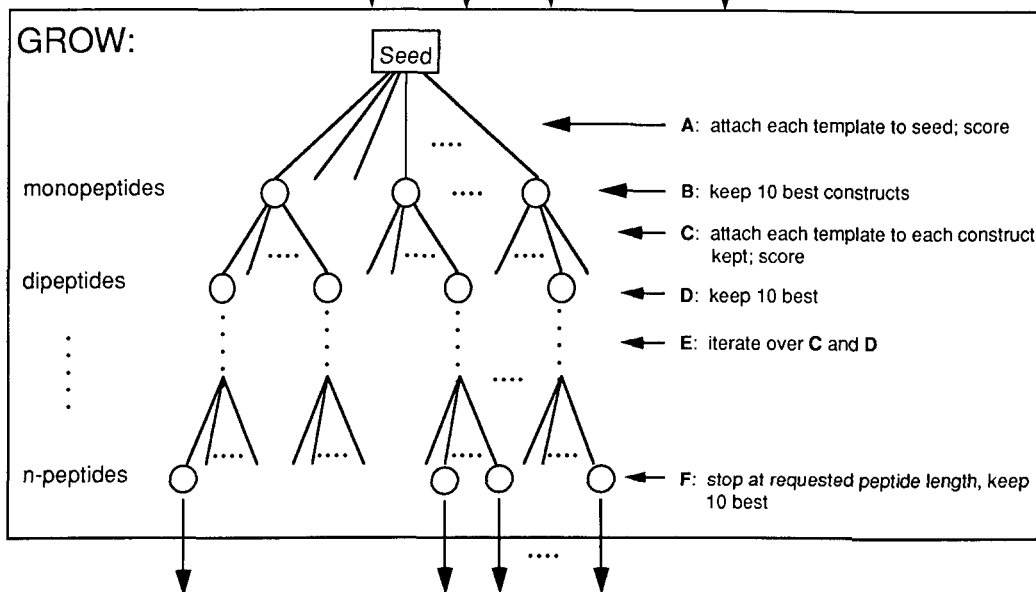 GROW:
Seed
A: attach each template to seed; score
....
monopeptides
....
B: keep 10 best constructs
C: attach each template to each construct
kept; score
.... .... ....
dipeptides
D: keep 10 best
E: iterate over C and D
....
.... .... .... ....
n-peptides
F: stop at requested peptide length, keep
10 best
....